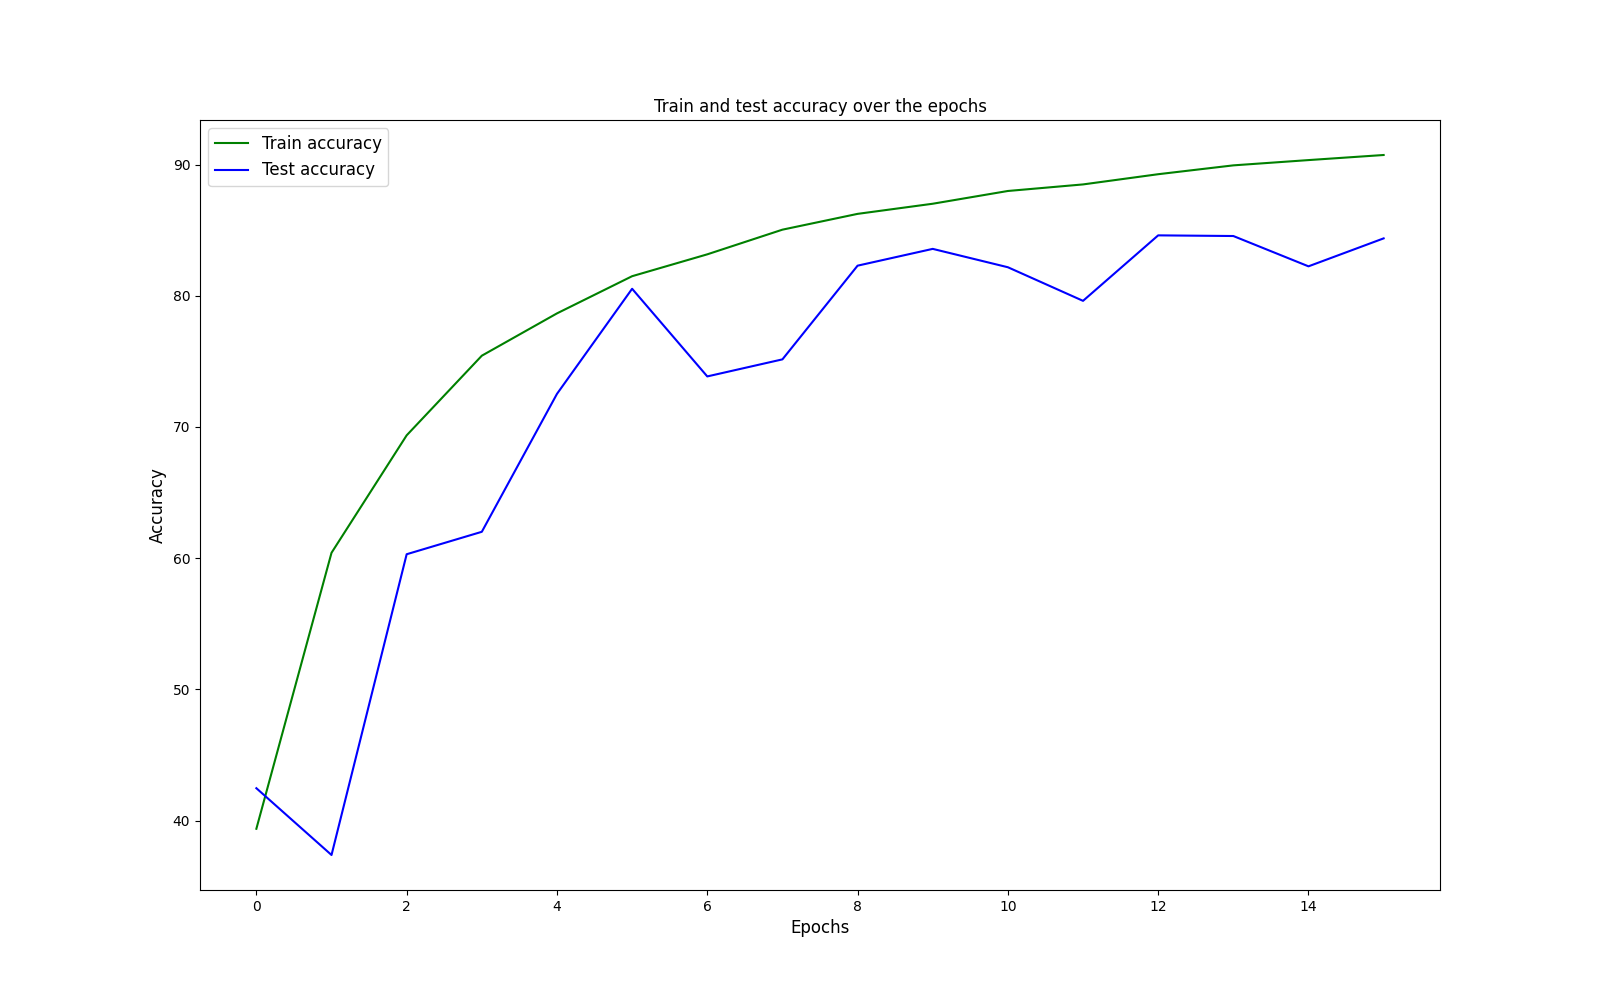 Train and test accuracy over the epochs
Train accuracy
Test accuracy
90
80
70
60
50
40
Accuracy
0 2 4 6 8 10 12 14
Epochs